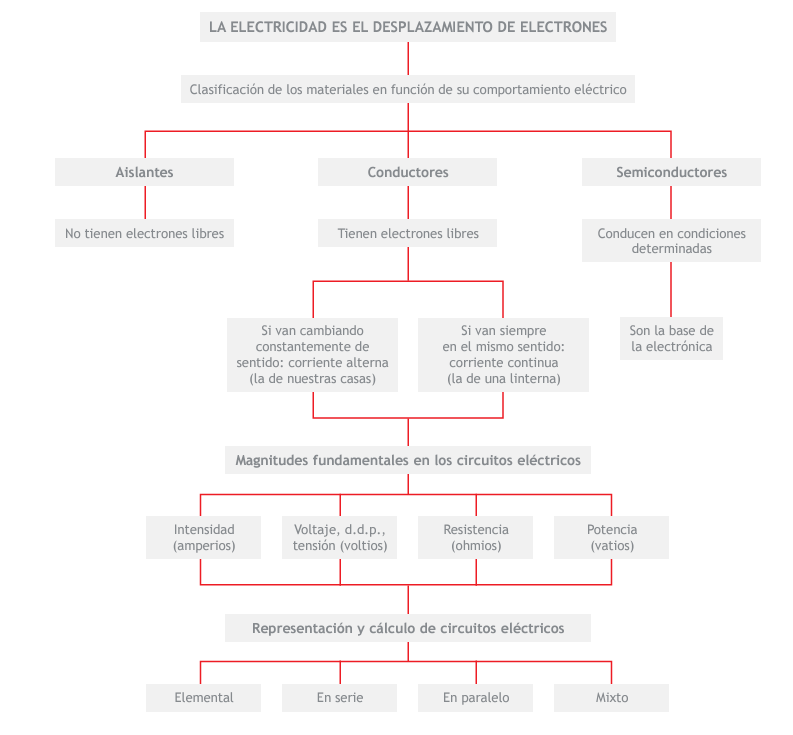 LA ELECTRICIDAD ES EL DESPLAZAMIENTO DE ELECTRONES
Clasificación de los materiales en función de su comportamiento eléctrico
Aislantes
Conductores
Semiconductores
No tienen electrones libres
Tienen electrones libres
Conducen en condiciones
determinadas
Si van cambiando
constantemente de
sentido: corriente alterna
(la de nuestras casas)
Si van siempre
en el mismo sentido:
corriente continua
(la de una linterna)
Son la base de
la electrónica
Magnitudes fundamentales en los circuitos eléctricos
Intensidad
(amperios)
Voltaje, d.d.p.,
tensión (voltios)
Resistencia
(ohmios)
Potencia
(vatios)
Representación y cálculo de circuitos eléctricos
Elemental
En serie
En paralelo
Mixto